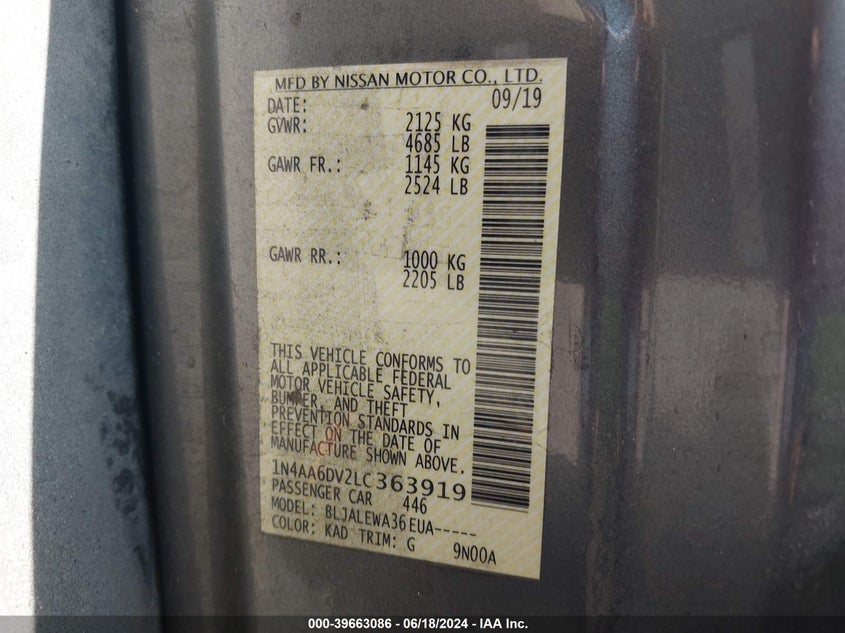 MFD BY NISSAN MOTOR CO., LTD.
DATE: 09/19
GVWR: 2125 KG
4685 LB
GAWR FR.: 1145 KG
2524 LB
GAWR RR.: 1000 KG
2205 LB
THIS VEHICLE CONFORMS TO
ALL APPLICABLE FEDERAL
MOTOR VEHICLE SAFETY,
BUMPER, AND THEFT
PREVENTION STANDARDS IN
EFFECT ON THE DATE OF
MANUFACTURE SHOWN ABOVE.
1N4AA6DV2LC363919
PASSENGER CAR 446
MODEL: BLJALEWA36EUA-----
COLOR: KAD TRIM: G 9N00A
000-39663086 - 06/18/2024 - IAA Inc.